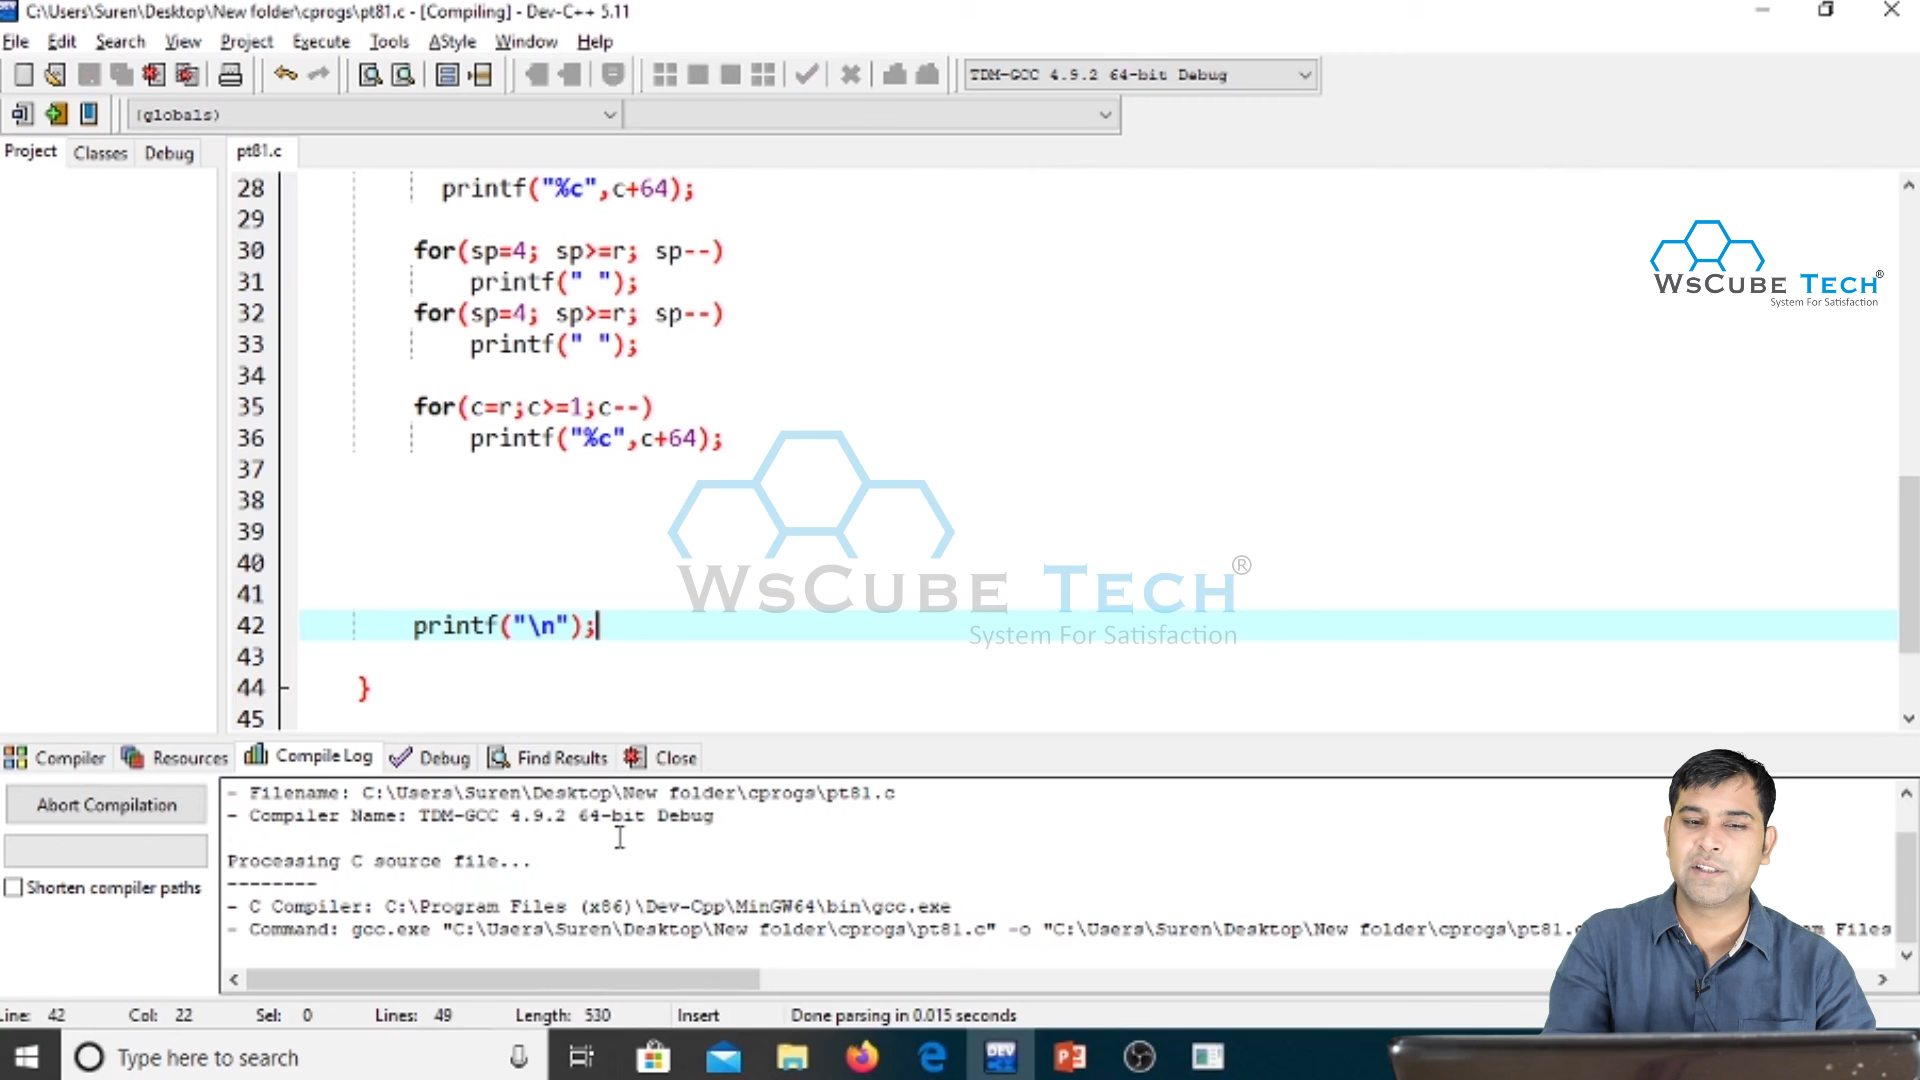 C:\Users\Suren\Desktop\New folder\cprogs\pt81.c - [Compiling] - Dev-C++ 5.11
File Edit Search View Project Execute Tools AStyle Window Help
TDM-GCC 4.9.2 64-bit Debug
(globals)
Project Classes Debug pt81.c
28 printf("%c",c+64);
29
30 for(sp=4; sp>=r; sp--)
31 printf(" ");
32 for(sp=4; sp>=r; sp--)
33 printf(" ");
34
35 for(c=r;c>=1;c--)
36 printf("%c",c+64);
37
38
39
40
41
42 printf("\n");
43
44 }
45
WsCube Tech®
System For Satisfaction
WsCube Tech®
System For Satisfaction
Compiler Resources Compile Log Debug Find Results Close
Abort Compilation
Shorten compiler paths
- Filename: C:\Users\Suren\Desktop\New folder\cprogs\pt81.c
- Compiler Name: TDM-GCC 4.9.2 64-bit Debug
Processing C source file...
--------
- C Compiler: C:\Program Files (x86)\Dev-Cpp\MinGW64\bin\gcc.exe
- Command: gcc.exe "C:\Users\Suren\Desktop\New folder\cprogs\pt81.c" -o "C:\Users\Suren\Desktop\New folder\cprogs\pt81. Files
Line: 42 Col: 22 Sel: 0 Lines: 49 Length: 530 Insert Done parsing in 0.015 seconds
Type here to search